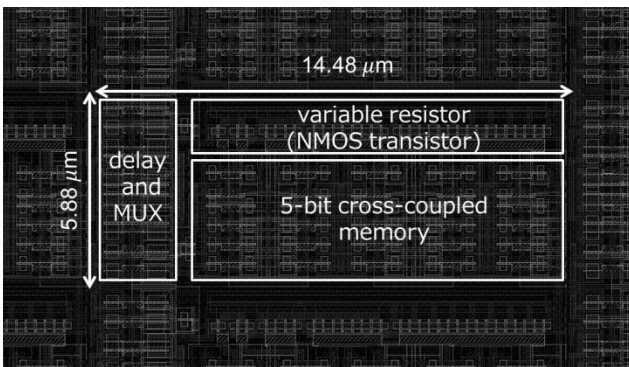 14.48 μm
5.88 μm
delay
and
MUX
variable resistor
(NMOS transistor)
5-bit cross-coupled
memory